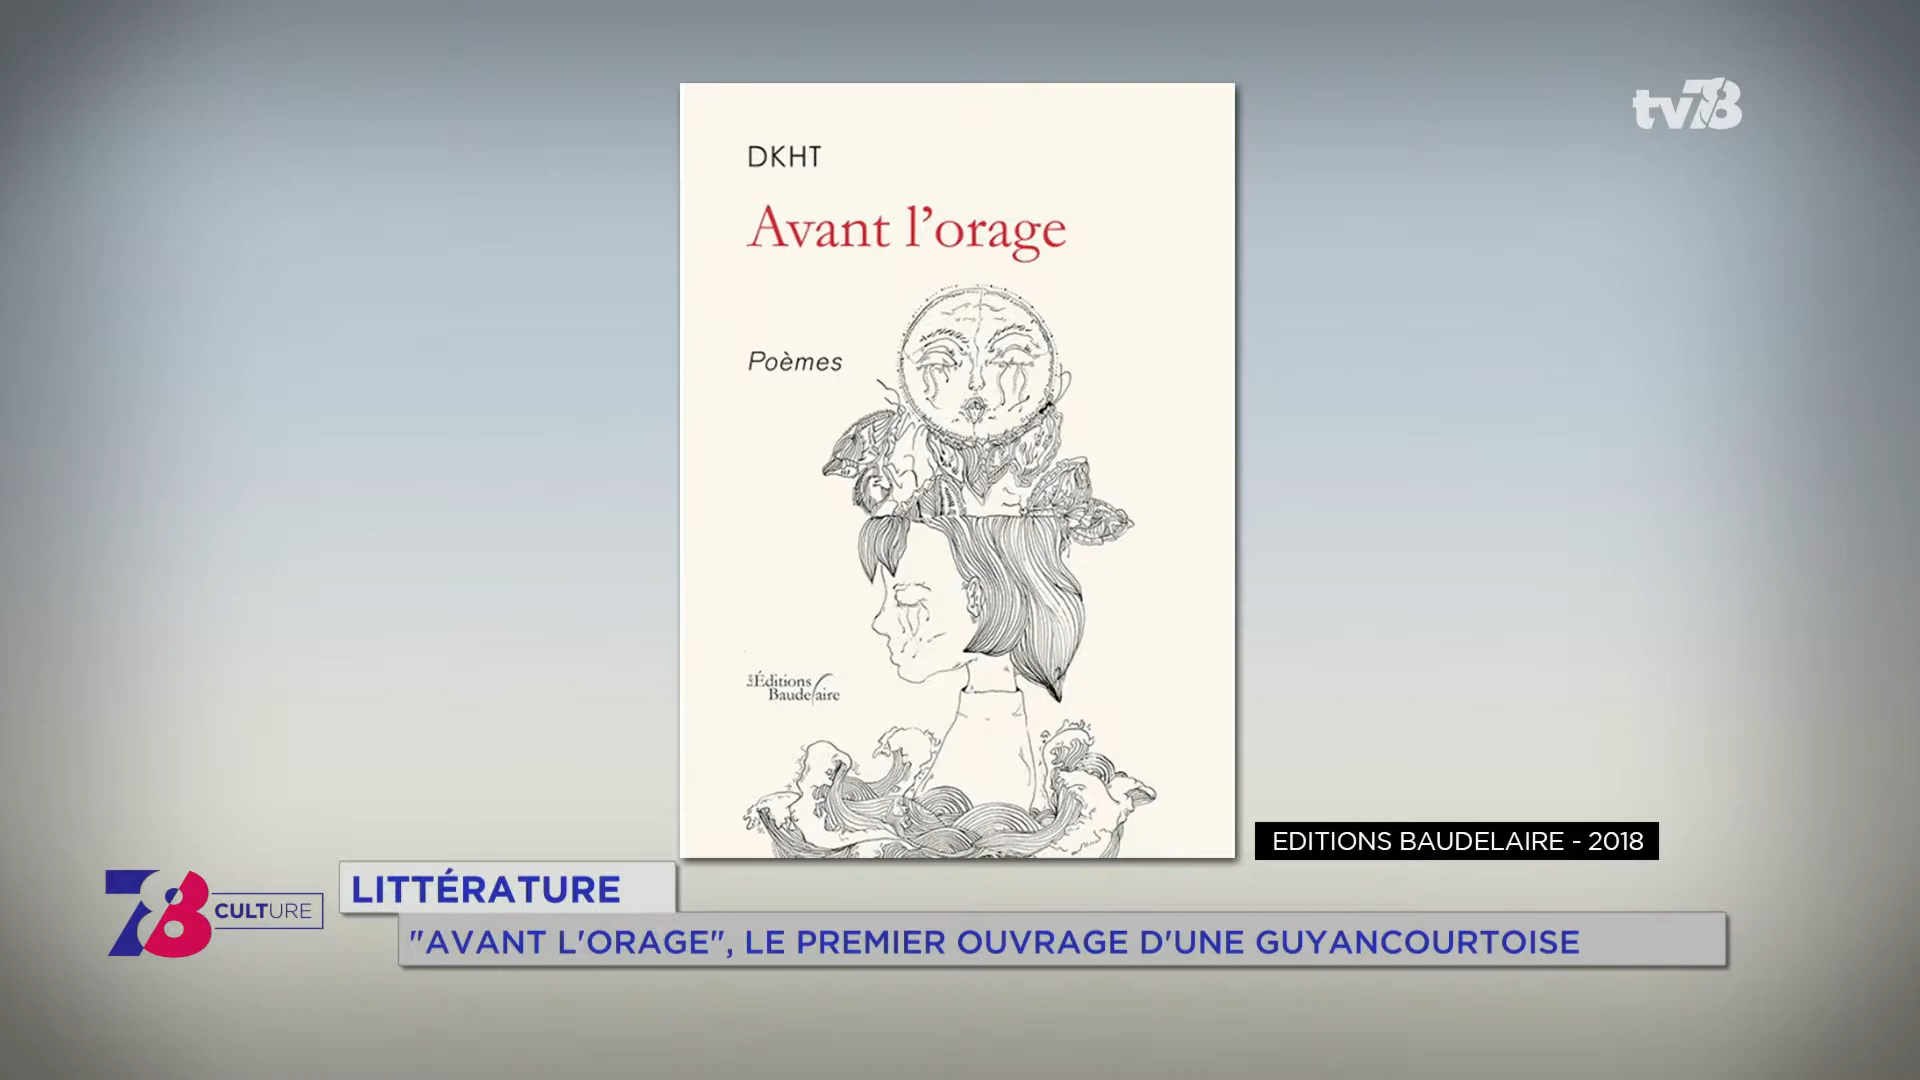 tv78
DKHT
Avant l'orage
Poèmes
Les Éditions
Baudelaire
EDITIONS BAUDELAIRE - 2018
78
CULTURE
LITTÉRATURE
"AVANT L'ORAGE", LE PREMIER OUVRAGE D'UNE GUYANCOURTOISE